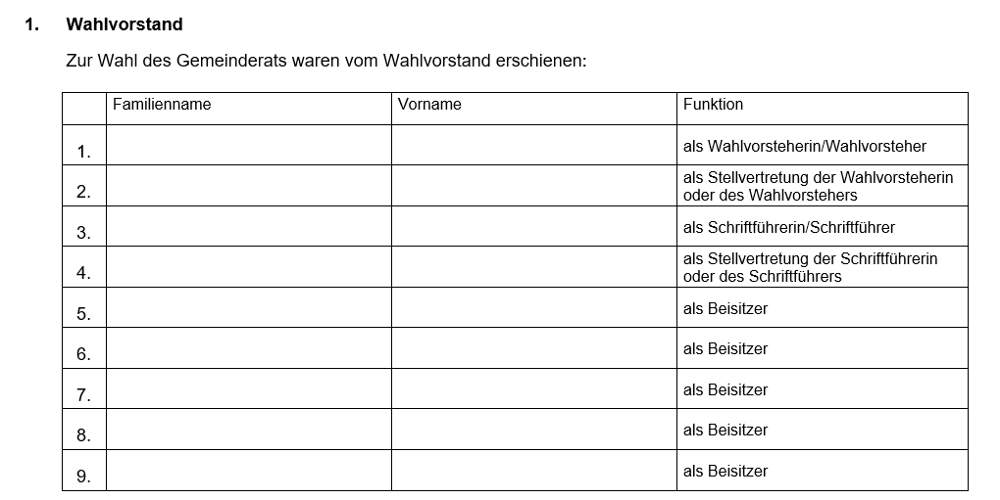 1. Wahlvorstand
Zur Wahl des Gemeinderats waren vom Wahlvorstand erschienen:
Familienname Vorname Funktion
1. als Wahlvorsteherin/Wahlvorsteher
2. als Stellvertretung der Wahlvorsteherin
oder des Wahlvorstehers
3. als Schriftführerin/Schriftführer
4. als Stellvertretung der Schriftführerin
oder des Schriftführers
5. als Beisitzer
6. als Beisitzer
7. als Beisitzer
8. als Beisitzer
9. als Beisitzer